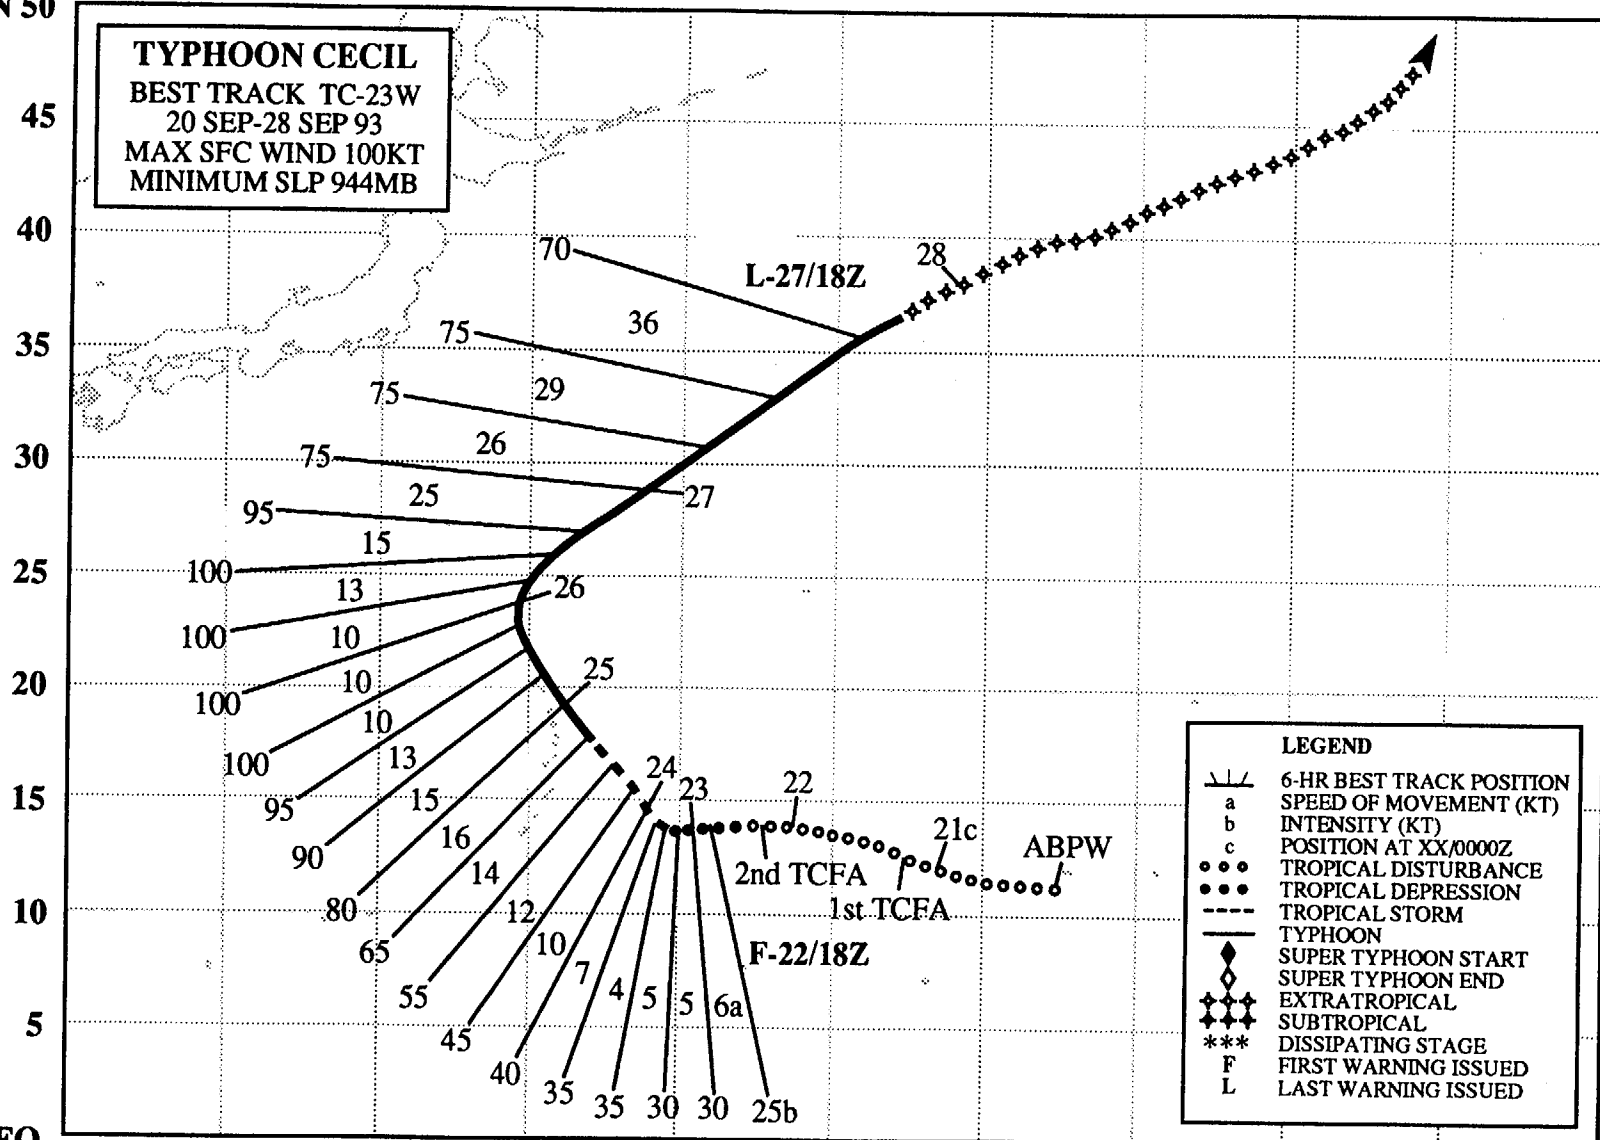 N 50
TYPHOON CECIL
BEST TRACK TC-23W
20 SEP-28 SEP 93
MAX SFC WIND 100KT
MINIMUM SLP 944MB
45
40
70
L-27/18Z
28
36
75
35
29
75
26
30
75
27
25
95
15
25
100
13
26
100
10
20
100
10
25
10
100
13
24
23
22
15
95
15
16
90
21c
ABPW
2nd TCFA
14
1st TCFA
10
80
12
65
10
F-22/18Z
7
55
4
5
5
6a
5
45
40
35
35
30
30
25b
EQ
LEGEND
6-HR BEST TRACK POSITION
a SPEED OF MOVEMENT (KT)
b INTENSITY (KT)
c POSITION AT XX/0000Z
TROPICAL DISTURBANCE
TROPICAL DEPRESSION
TROPICAL STORM
TYPHOON
SUPER TYPHOON START
SUPER TYPHOON END
EXTRATROPICAL
SUBTROPICAL
*** DISSIPATING STAGE
F FIRST WARNING ISSUED
L LAST WARNING ISSUED